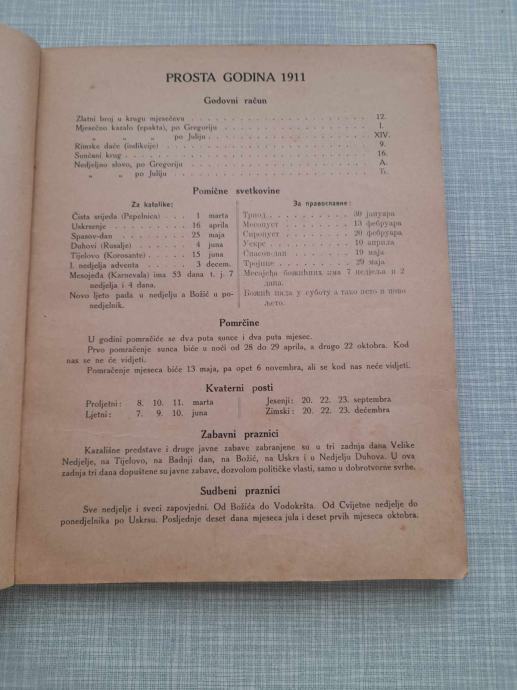 PROSTA GODINA 1911
Godovni račun
Zlatni broj u krugu mjesečevu . . . . . . . . . . . . 12.
Mjesečno kazalo (epakta), po Gregoriju . . . . . . . . . . . . I.
„ „ po Juliju . . . . . . . . . . . . XIV.
Rimske daće (indikcije) . . . . . . . . . . . . 9.
Sunčani krug . . . . . . . . . . . . 16.
Nedjeljno slovo, po Gregoriju . . . . . . . . . . . . A.
„ „ po Juliju . . . . . . . . . . . .
Pomične svetkovine
Za katolike:
Čista srijeda (Pepelnica) . . . 1 marta
Uskrsenje . . . . . . . 16 aprila
Spasov-dan . . . . . . 25 maja
Duhovi (Rusalje) . . . . 4 juna
Tijelovo (Korosante) . . . . 15 juna
I. nedjelja adventa . . . . 3 decem.
Mesojeđa (Karnevala) ima 53 dana t. j. 7
nedjelja i 4 dana.
Novo ljeto pada u nedjelju a Božić u po-
nedjelnik.
За православне:
Триод . . . . . . . . 30 јануара
Месопуст . . . . . . . 13 фебруара
Сиропуст . . . . . . . 20 фебруара
Ускрс . . . . . . . . 10 априла
Спасов-дан . . . . . . 19 маја
Тројице . . . . . . . 29 маја
Месојеђа божићних има 7 недјеља и 2
дана.
Божић пада у суботу а тако исто и ново
љето.
Pomrčine
U godini pomračiće se dva puta sunce i dva puta mjesec.
Prvo pomračenje sunca biće u noći od 28 do 29 aprila, a drugo 22 oktobra. Kod
nas se ne će vidjeti.
Pomračenje mjeseca biće 13 maja, pa opet 6 novembra, ali se kod nas neće vidjeti.
Kvaterni posti
Proljetni: 8. 10. 11. marta
Ljetni: 7. 9. 10. juna
Jesenji: 20. 22. 23. septembra
Zimski: 20. 22. 23. dećembra
Zabavni praznici
Kazališne predstave i druge javne zabave zabranjene su u tri zadnja dana Velike
Nedjelje, na Tijelovo, na Badnji dan, na Božić, na Uskrs i u Nedjelju Duhova. U ova
zadnja tri dana dopuštene su javne zabave, dozvolom političke vlasti, samo u dobrotvorne svrhe.
Sudbeni praznici
Sve nedjelje i sveci zapovjedni. Od Božića do Vodokršta. Od Cvijetne nedjelje do
ponedjelnika po Uskrsu. Posljednje deset dana mjeseca jula i deset prvih mjeseca oktobra.